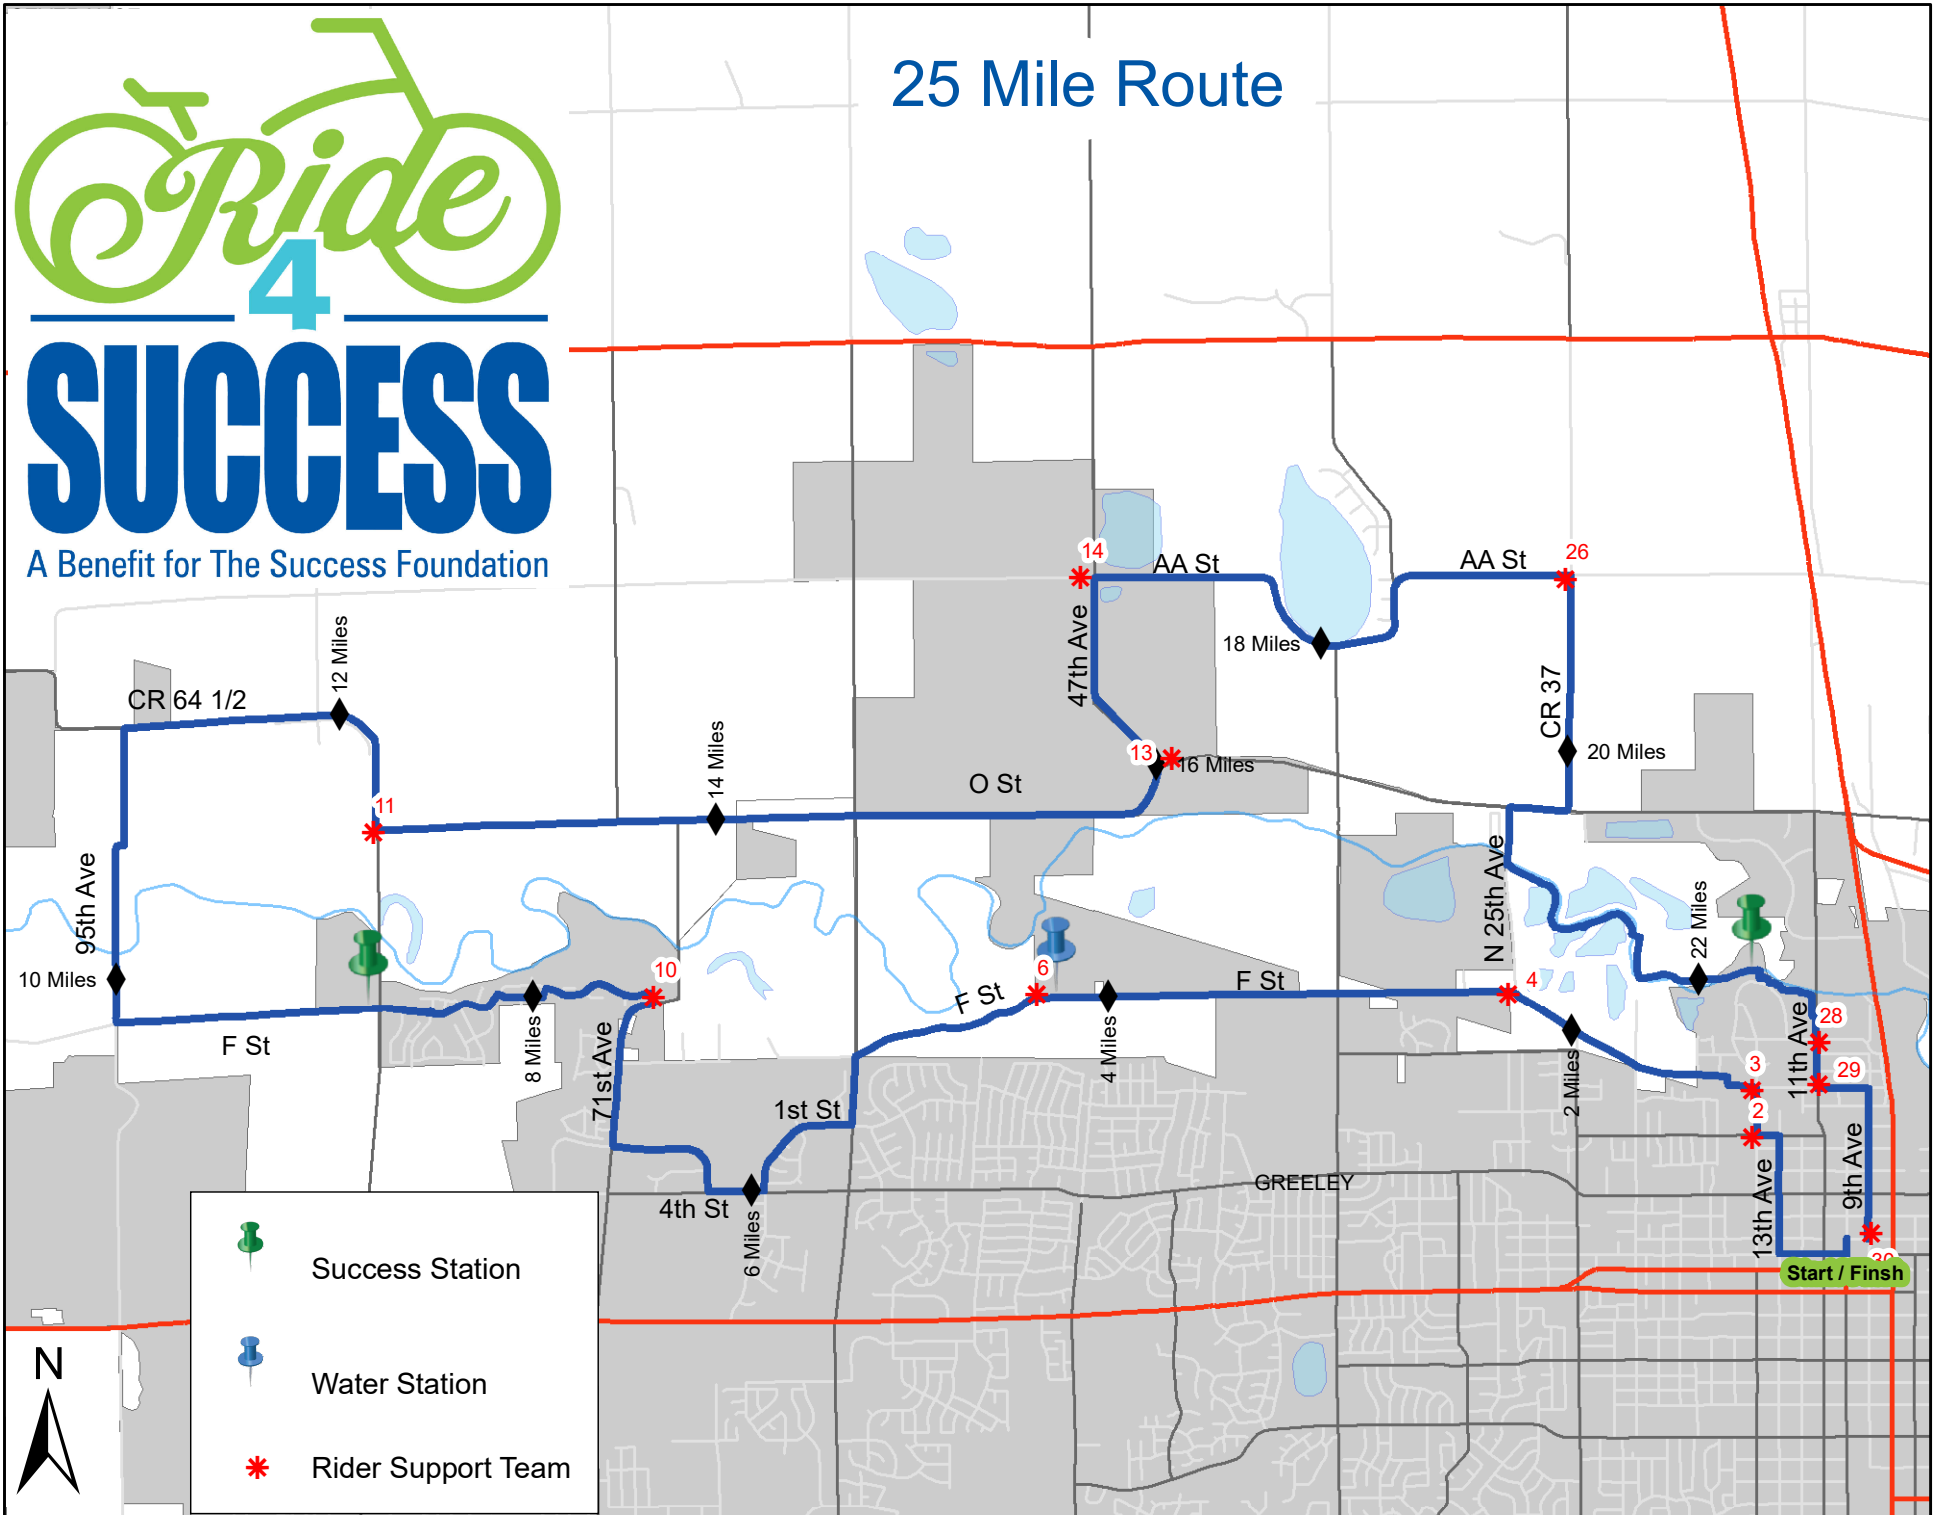 25 Mile Route
Ride
4
SUCCESS
A Benefit for The Success Foundation
14
AA St
AA St
26
47th Ave
18 Miles
12 Miles
CR 64 1/2
CR 37
20 Miles
13
16 Miles
14 Miles
O St
11
95th Ave
N 25th Ave
22 Miles
10 Miles
10
6
F St
F St
4
11th Ave
28
F St
8 Miles
71st Ave
4 Miles
2 Miles
3
29
2
1st St
13th Ave
9th Ave
GREELEY
4th St
6 Miles
30
Start / Finsh
Success Station
Water Station
Rider Support Team
N